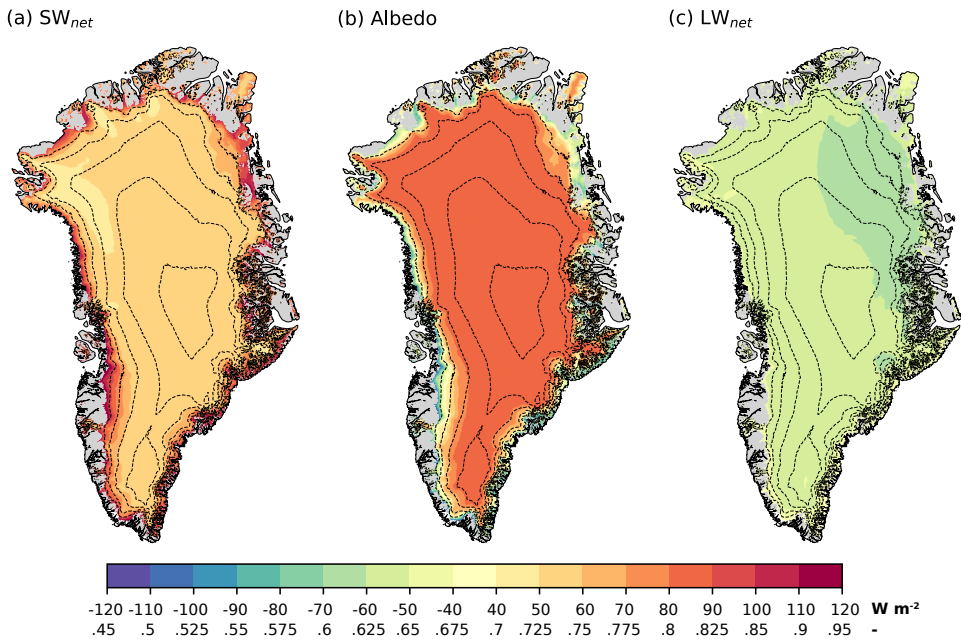 (a) SWnet (b) Albedo (c) LWnet
-120 -110 -100 -90 -80 -70 -60 -50 -40 40 50 60 70 80 90 100 110 120 W m⁻²
.45 .5 .525 .55 .575 .6 .625 .65 .675 .7 .725 .75 .775 .8 .825 .85 .9 .95 -